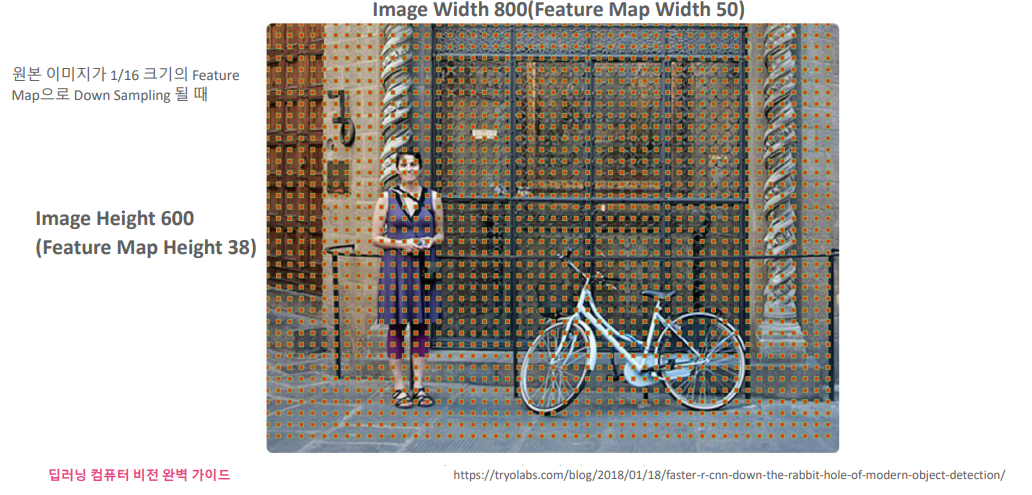 Image Width 800(Feature Map Width 50)
원본 이미지가 1/16 크기의 Feature
Map으로 Down Sampling 될 때
Image Height 600
(Feature Map Height 38)
딥러닝 컴퓨터 비전 완벽 가이드
https://tryolabs.com/blog/2018/01/18/faster-r-cnn-down-the-rabbit-hole-of-modern-object-detection/